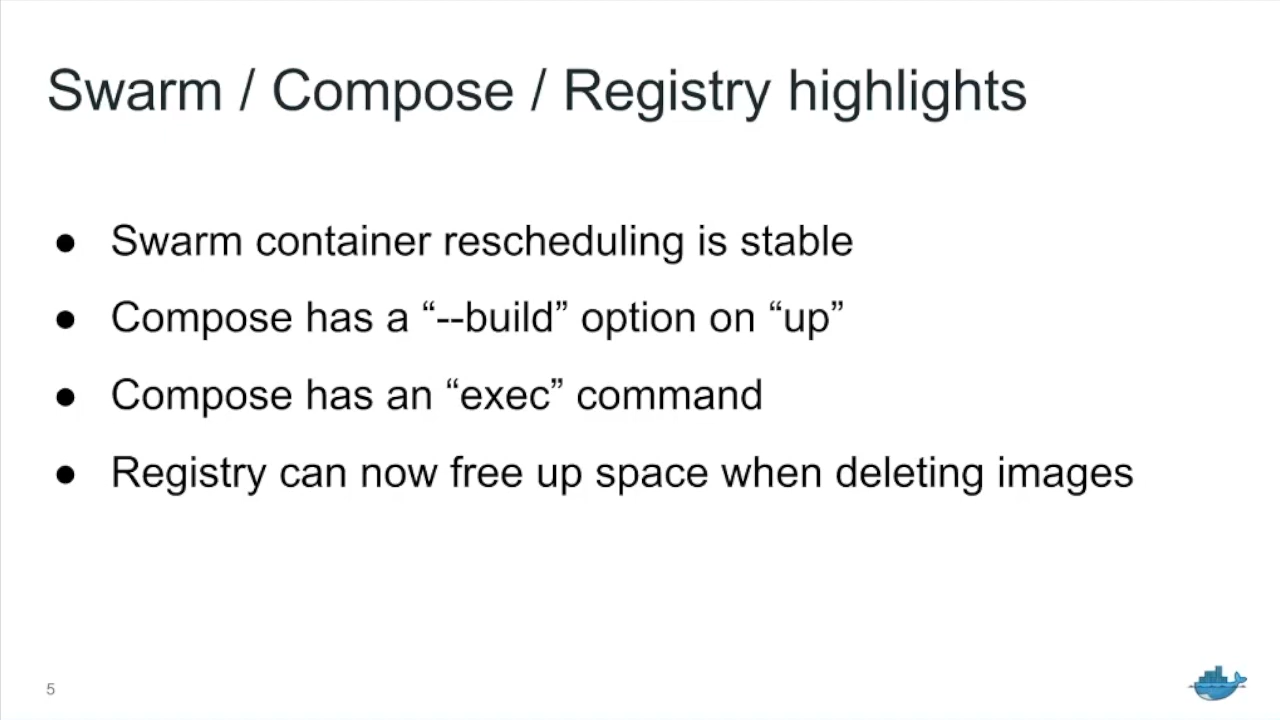 Swarm / Compose / Registry highlights
● Swarm container rescheduling is stable
● Compose has a “--build” option on “up”
● Compose has an “exec” command
● Registry can now free up space when deleting images
5